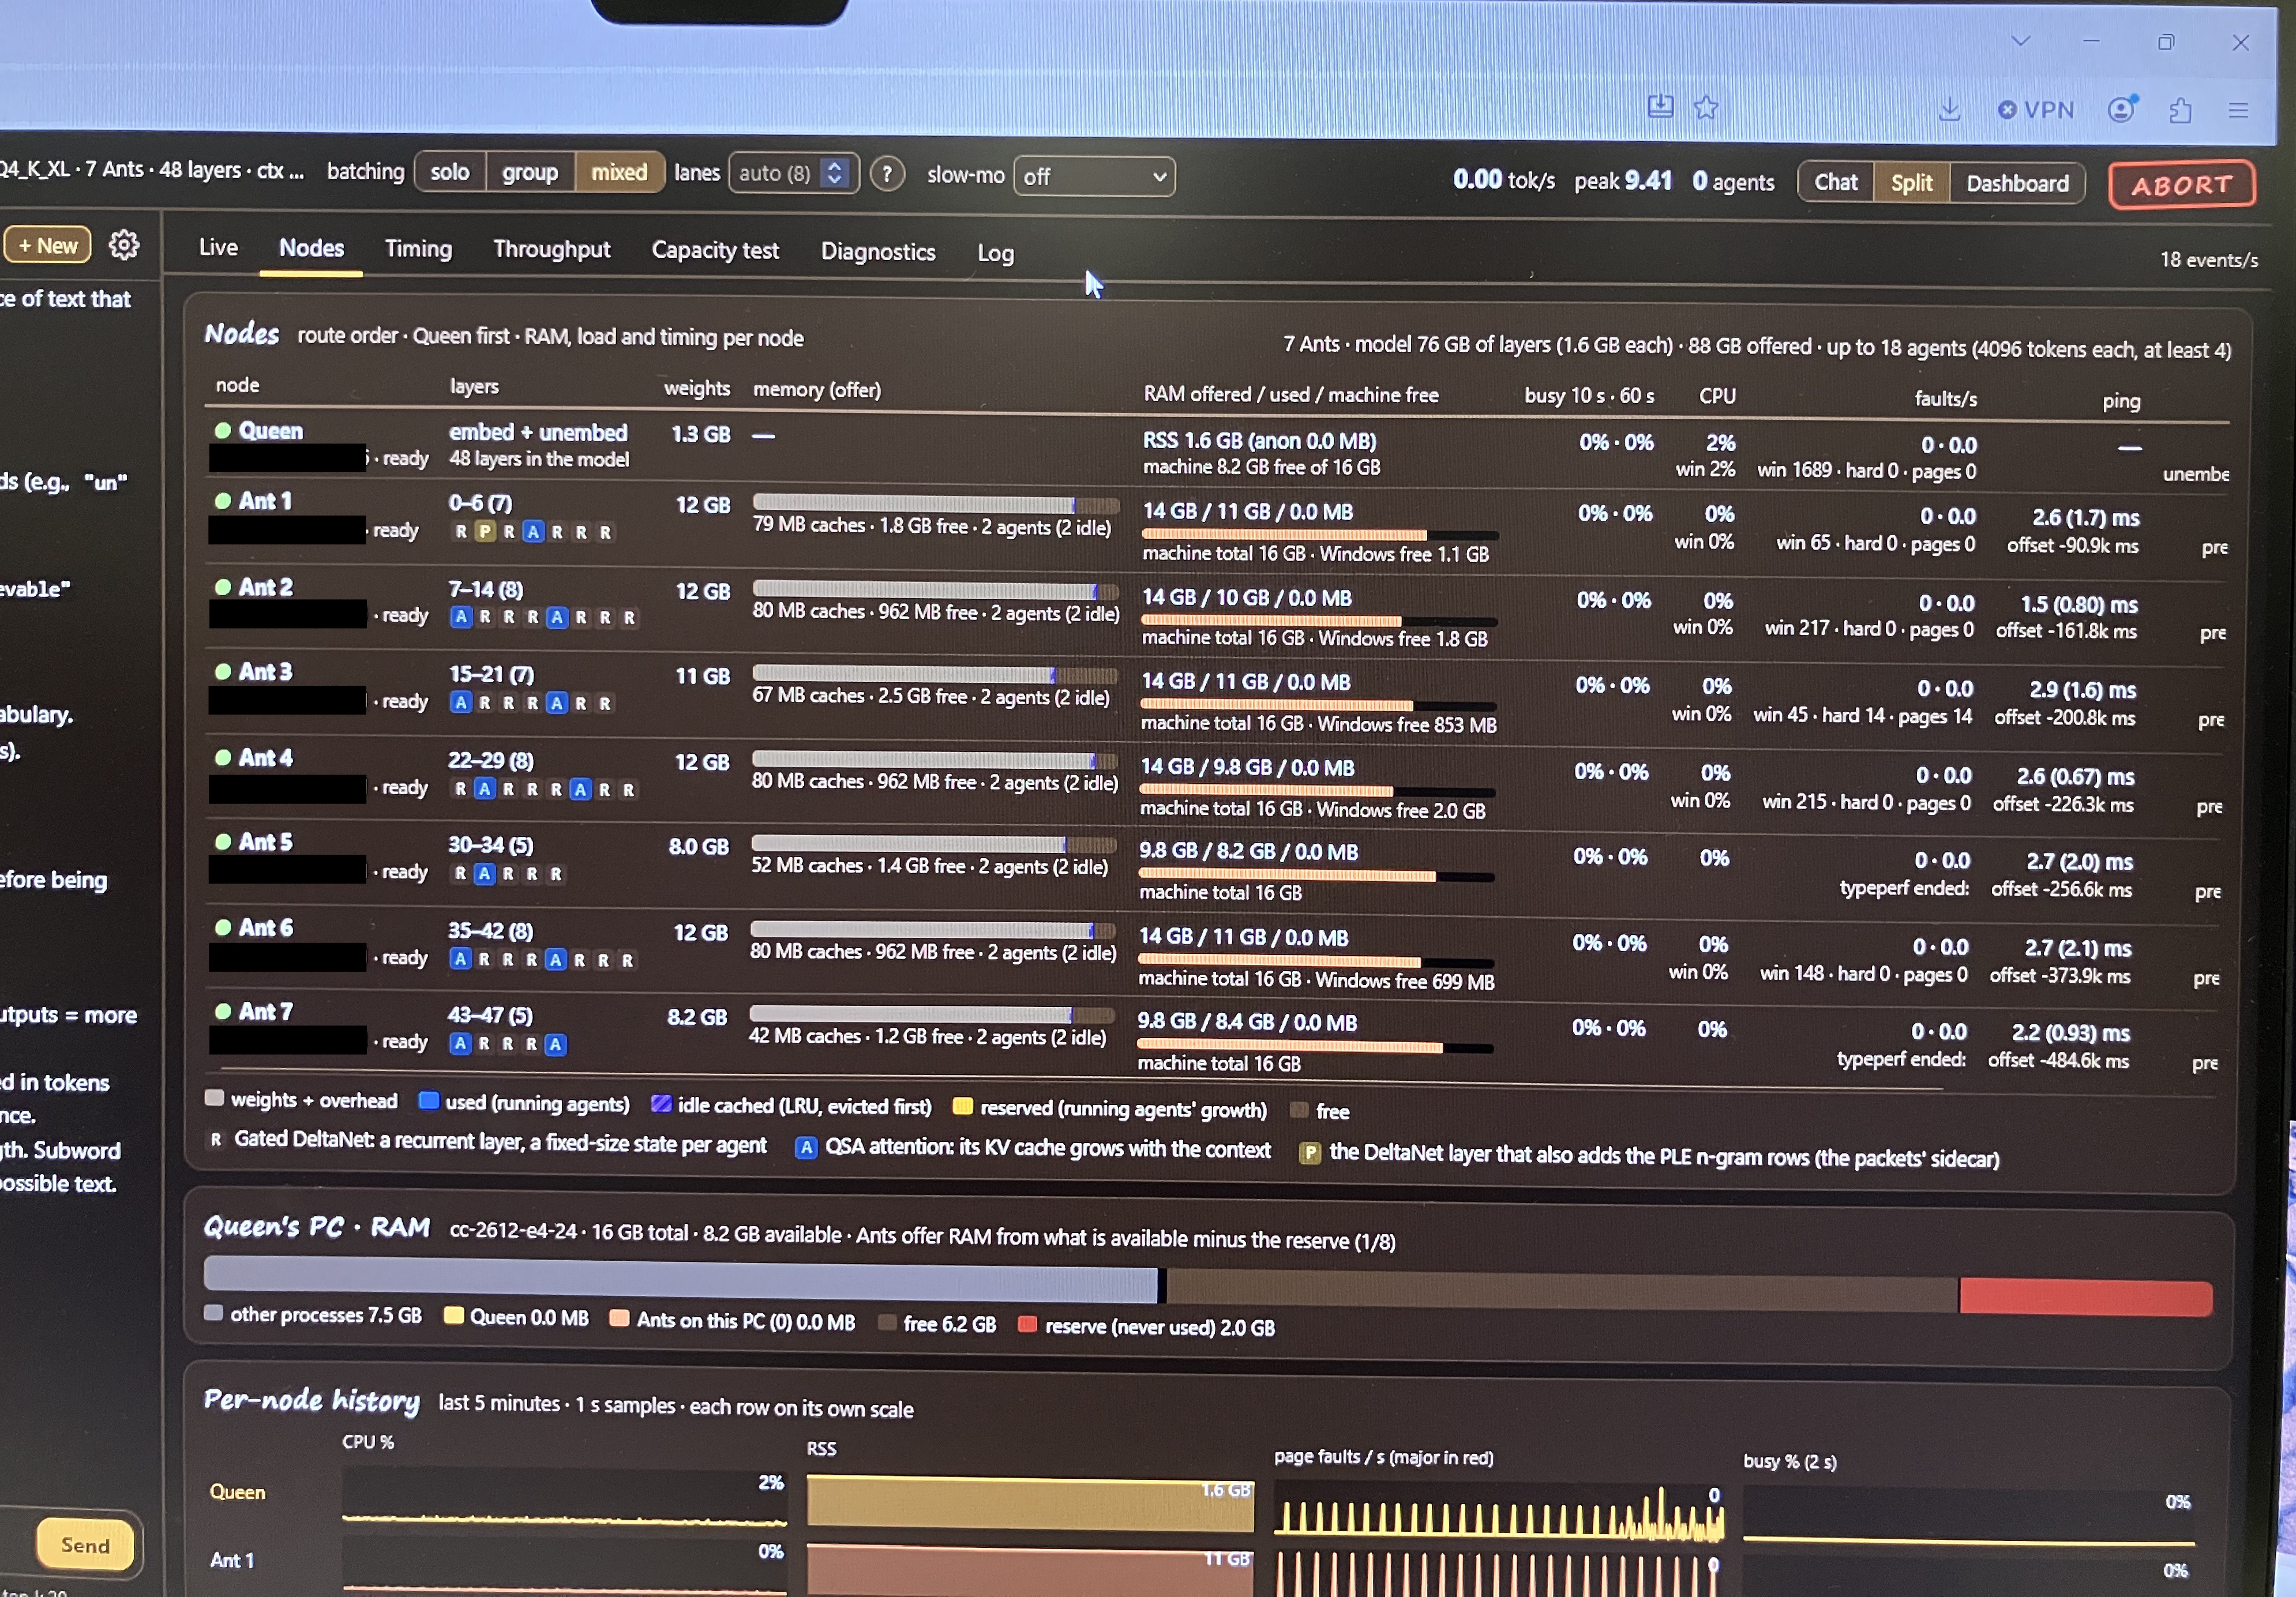 VPN
Q4_K_XL · 7 Ants · 48 layers · ctx ... batching solo group mixed lanes auto (8) ? slow-mo off 0.00 tok/s peak 9.41 0 agents Chat Split Dashboard ABORT
+ New Live Nodes Timing Throughput Capacity test Diagnostics Log 18 events/s
ce of text that
ds (e.g., "un"
evable"
abulary.
s).
efore being
utputs = more
ed in tokens
nce.
gth. Subword
possible text.
Send
Nodes route order · Queen first · RAM, load and timing per node 7 Ants · model 76 GB of layers (1.6 GB each) · 88 GB offered · up to 18 agents (4096 tokens each, at least 4)
node layers weights memory (offer) RAM offered / used / machine free busy 10 s · 60 s CPU faults/s ping
Queen embed + unembed 1.3 GB — RSS 1.6 GB (anon 0.0 MB) 0% · 0% 2% 0 · 0.0 —
· ready 48 layers in the model machine 8.2 GB free of 16 GB win 2% win 1689 · hard 0 · pages 0 unembe
Ant 1 0–6 (7) 12 GB 14 GB / 11 GB / 0.0 MB 0% · 0% 0% 0 · 0.0 2.6 (1.7) ms
· ready R P R A R R R 79 MB caches · 1.8 GB free · 2 agents (2 idle) machine total 16 GB · Windows free 1.1 GB win 0% win 65 · hard 0 · pages 0 offset -90.9k ms pre
Ant 2 7–14 (8) 12 GB 14 GB / 10 GB / 0.0 MB 0% · 0% 0% 0 · 0.0 1.5 (0.80) ms
· ready A R R R A R R R 80 MB caches · 962 MB free · 2 agents (2 idle) machine total 16 GB · Windows free 1.8 GB win 0% win 217 · hard 0 · pages 0 offset -161.8k ms pre
Ant 3 15–21 (7) 11 GB 14 GB / 11 GB / 0.0 MB 0% · 0% 0% 0 · 0.0 2.9 (1.6) ms
· ready A R R R A R R 67 MB caches · 2.5 GB free · 2 agents (2 idle) machine total 16 GB · Windows free 853 MB win 0% win 45 · hard 14 · pages 14 offset -200.8k ms pre
Ant 4 22–29 (8) 12 GB 14 GB / 9.8 GB / 0.0 MB 0% · 0% 0% 0 · 0.0 2.6 (0.67) ms
· ready R A R R R A R R 80 MB caches · 962 MB free · 2 agents (2 idle) machine total 16 GB · Windows free 2.0 GB win 0% win 215 · hard 0 · pages 0 offset -226.3k ms pre
Ant 5 30–34 (5) 8.0 GB 9.8 GB / 8.2 GB / 0.0 MB 0% · 0% 0% 0 · 0.0 2.7 (2.0) ms
· ready R A R R R 52 MB caches · 1.4 GB free · 2 agents (2 idle) machine total 16 GB typeperf ended: offset -256.6k ms pre
Ant 6 35–42 (8) 12 GB 14 GB / 11 GB / 0.0 MB 0% · 0% 0% 0 · 0.0 2.7 (2.1) ms
· ready A R R R A R R R 80 MB caches · 962 MB free · 2 agents (2 idle) machine total 16 GB · Windows free 699 MB win 0% win 148 · hard 0 · pages 0 offset -373.9k ms pre
Ant 7 43–47 (5) 8.2 GB 9.8 GB / 8.4 GB / 0.0 MB 0% · 0% 0% 0 · 0.0 2.2 (0.93) ms
· ready A R R R A 42 MB caches · 1.2 GB free · 2 agents (2 idle) machine total 16 GB typeperf ended: offset -484.6k ms pre
weights + overhead used (running agents) idle cached (LRU, evicted first) reserved (running agents' growth) free
R Gated DeltaNet: a recurrent layer, a fixed-size state per agent A QSA attention: its KV cache grows with the context P the DeltaNet layer that also adds the PLE n-gram rows (the packets' sidecar)
Queen's PC · RAM cc-2612-e4-24 · 16 GB total · 8.2 GB available · Ants offer RAM from what is available minus the reserve (1/8)
other processes 7.5 GB Queen 0.0 MB Ants on this PC (0) 0.0 MB free 6.2 GB reserve (never used) 2.0 GB
Per-node history last 5 minutes · 1 s samples · each row on its own scale
CPU % RSS page faults / s (major in red) busy % (2 s)
Queen 2% 1.6 GB 0 0%
Ant 1 0% 11 GB 0 0%